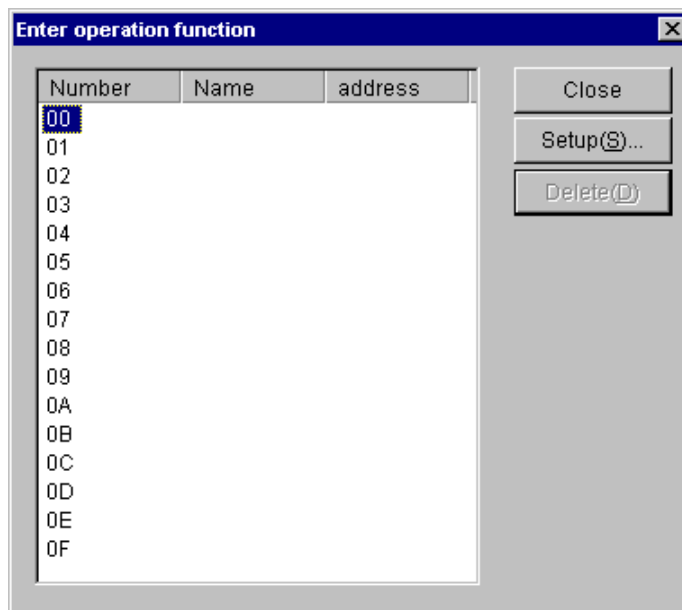 Enter operation function
Number Name address
00
01
02
03
04
05
06
07
08
09
0A
0B
0C
0D
0E
0F
Close
Setup(S)...
Delete(D)